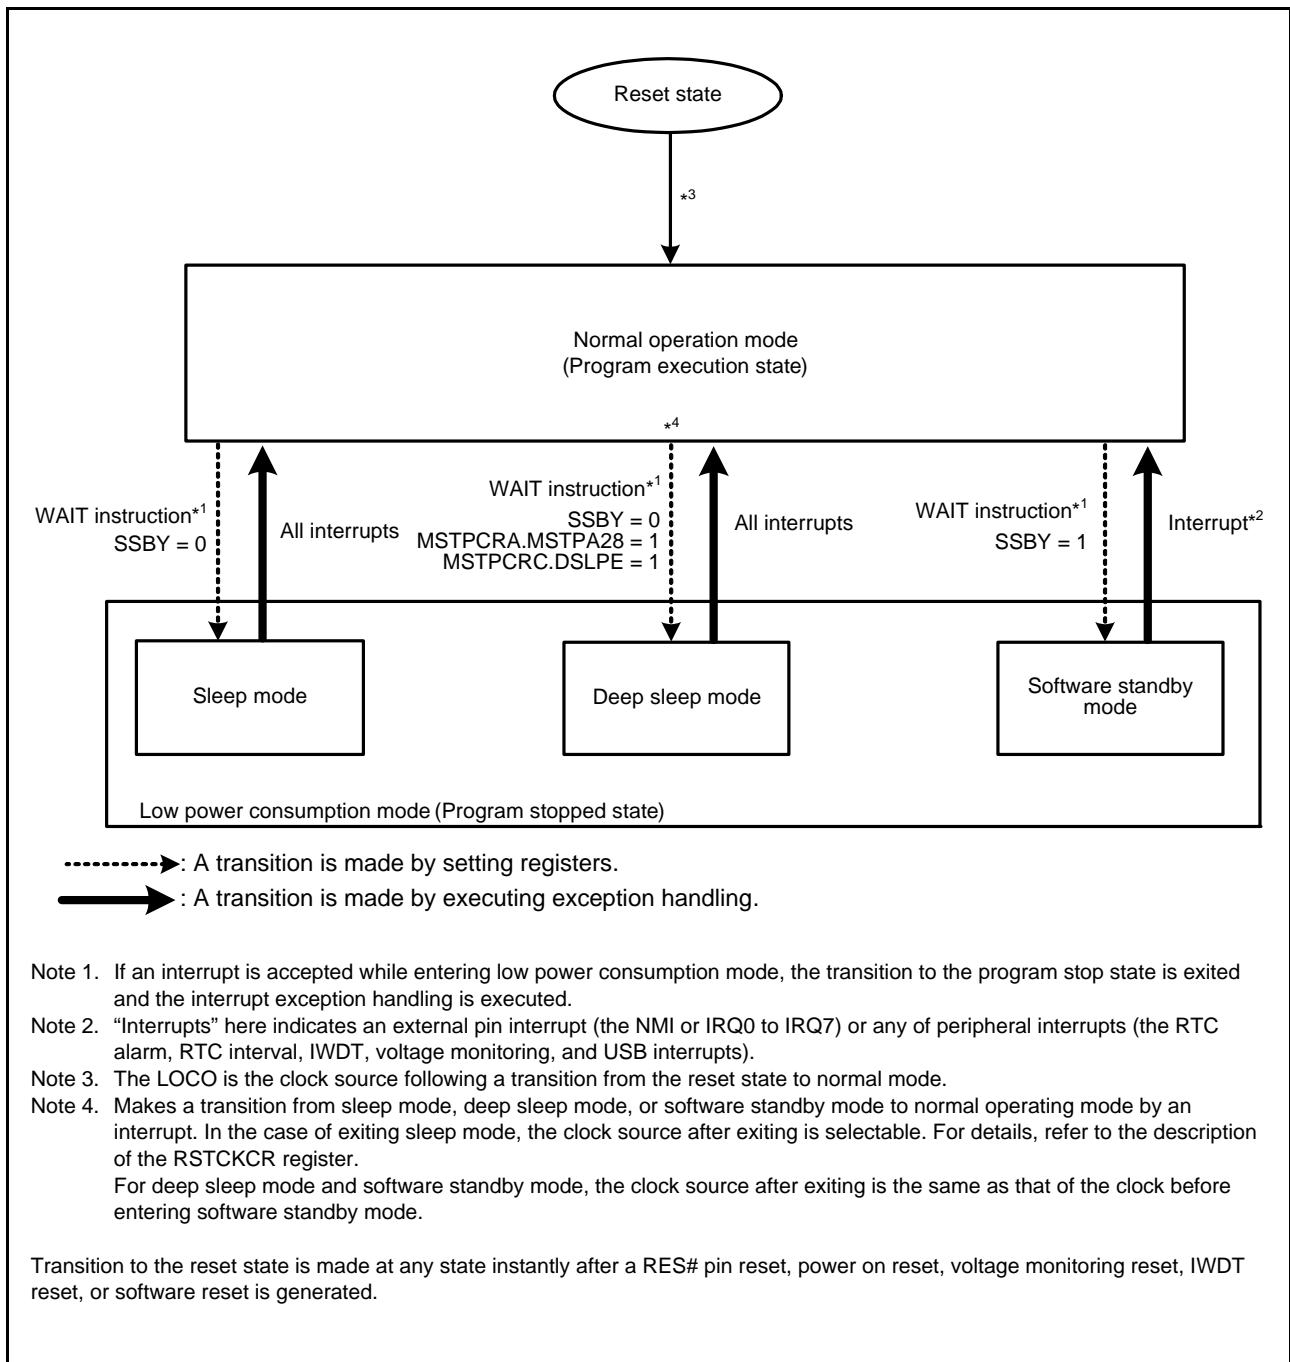 Reset state
*3
Normal operation mode
(Program execution state)
*4
WAIT instruction*1
SSBY = 0
All interrupts
WAIT instruction*1
SSBY = 0
MSTPCRA.MSTPA28 = 1
MSTPCRC.DSLPE = 1
All interrupts
WAIT instruction*1
SSBY = 1
Interrupt*2
Sleep mode
Deep sleep mode
Software standby
mode
Low power consumption mode (Program stopped state)
: A transition is made by setting registers.
: A transition is made by executing exception handling.
Note 1. If an interrupt is accepted while entering low power consumption mode, the transition to the program stop state is exited
and the interrupt exception handling is executed.
Note 2. “Interrupts” here indicates an external pin interrupt (the NMI or IRQ0 to IRQ7) or any of peripheral interrupts (the RTC
alarm, RTC interval, IWDT, voltage monitoring, and USB interrupts).
Note 3. The LOCO is the clock source following a transition from the reset state to normal mode.
Note 4. Makes a transition from sleep mode, deep sleep mode, or software standby mode to normal operating mode by an
interrupt. In the case of exiting sleep mode, the clock source after exiting is selectable. For details, refer to the description
of the RSTCKCR register.
For deep sleep mode and software standby mode, the clock source after exiting is the same as that of the clock before
entering software standby mode.
Transition to the reset state is made at any state instantly after a RES# pin reset, power on reset, voltage monitoring reset, IWDT
reset, or software reset is generated.